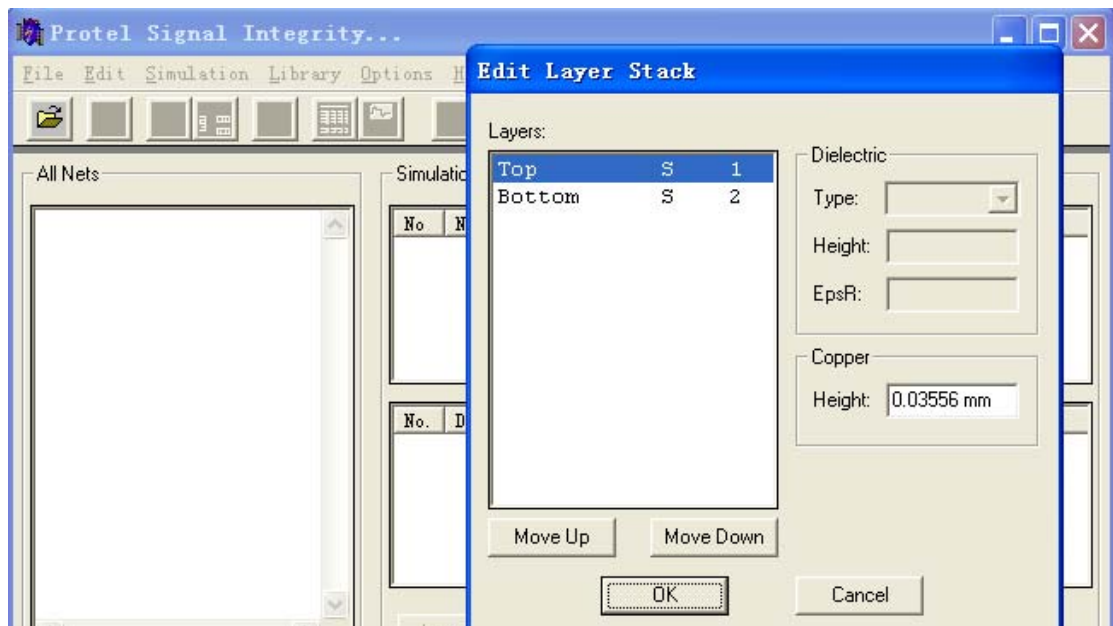 Protel Signal Integrity...
File Edit Simulation Library Options H
Edit Layer Stack
Layers:
Top S 1
Bottom S 2
Dielectric
Type:
Height:
EpsR:
Copper
Height: 0.03556 mm
Move Up Move Down
OK Cancel
All Nets
Simulatio
No N
No. D